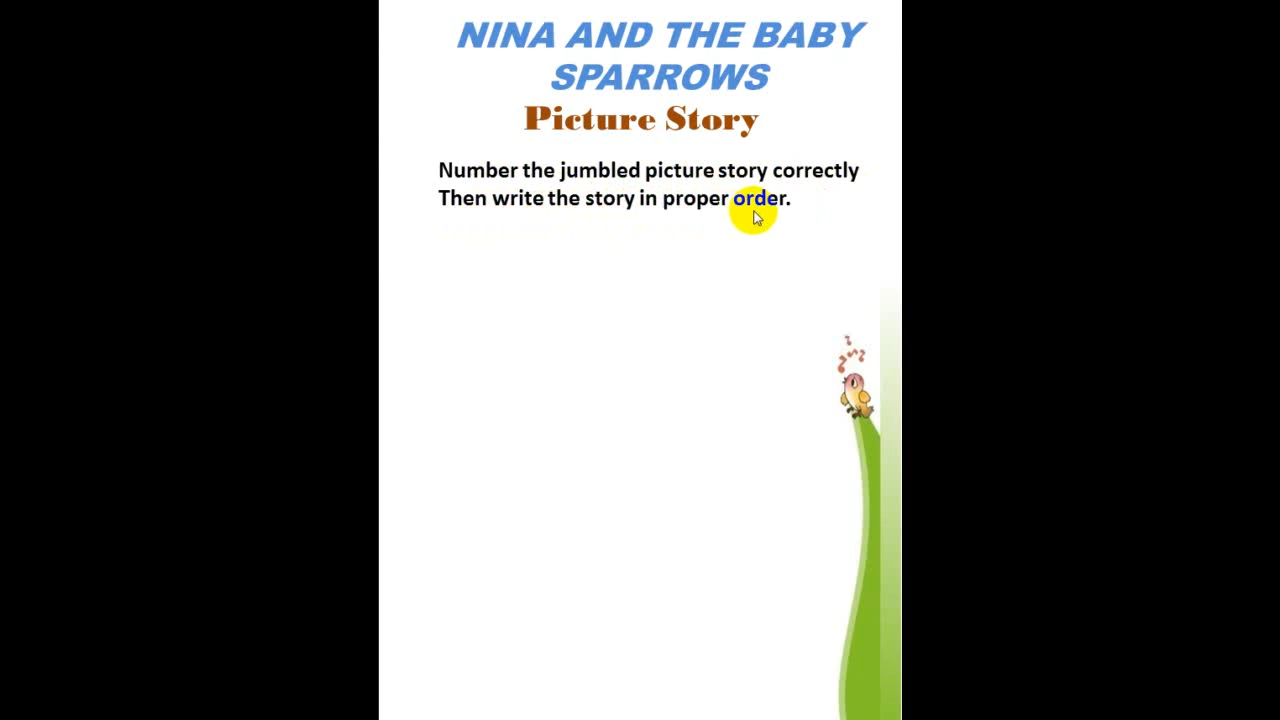 NINA AND THE BABY
SPARROWS
Picture Story
Number the jumbled picture story correctly
Then write the story in proper order.